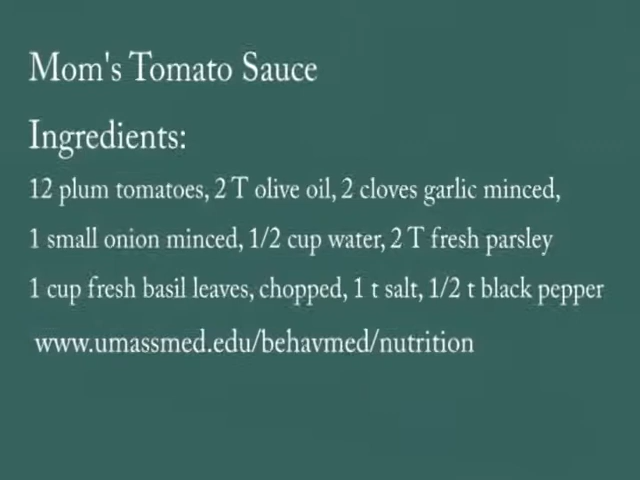 Mom's Tomato Sauce
Ingredients:
12 plum tomatoes, 2 T olive oil, 2 cloves garlic minced,
1 small onion minced, 1/2 cup water, 2 T fresh parsley
1 cup fresh basil leaves, chopped, 1 t salt, 1/2 t black pepper
www.umassmed.edu/behavmed/nutrition